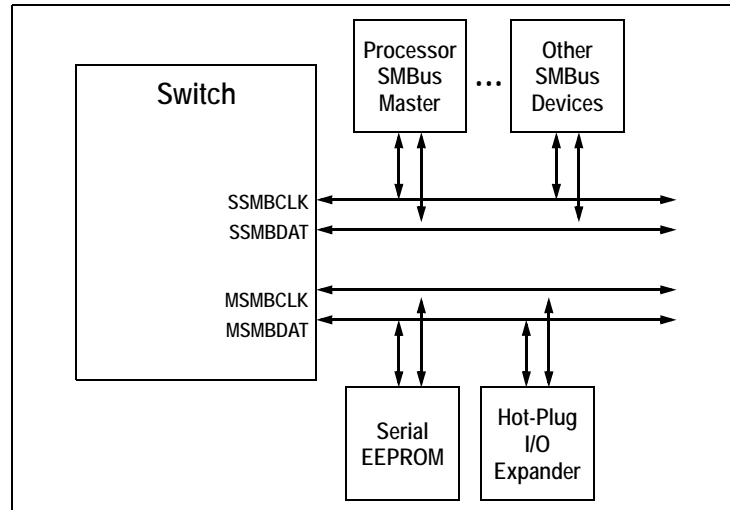 Switch
Processor
SMBus
Master
...
Other
SMBus
Devices
SSMBCLK
SSMBDAT
MSMBCLK
MSMBDAT
Serial
EEPROM
Hot-Plug
I/O
Expander